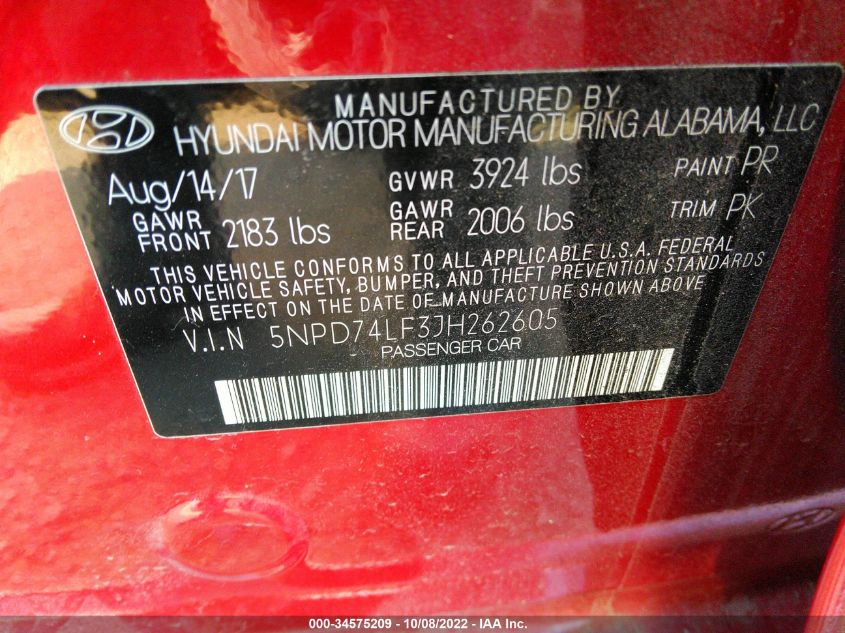 MANUFACTURED BY
HYUNDAI MOTOR MANUFACTURING ALABAMA, LLC
Aug/14/17 GVWR 3924 lbs PAINT PR
GAWR FRONT 2183 lbs GAWR REAR 2006 lbs TRIM PK
THIS VEHICLE CONFORMS TO ALL APPLICABLE U.S.A. FEDERAL
MOTOR VEHICLE SAFETY, BUMPER, AND THEFT PREVENTION STANDARDS
IN EFFECT ON THE DATE OF MANUFACTURE SHOWN ABOVE
V.I.N 5NPD74LF3JH262605
PASSENGER CAR
000-34575209 - 10/08/2022 - IAA Inc.